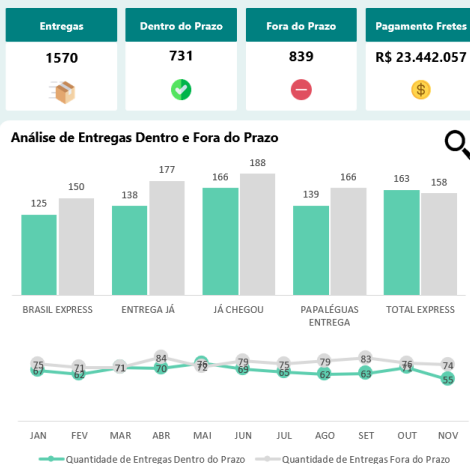 Entregas Dentro do Prazo Fora do Prazo Pagamento Fretes
1570 731 839 R$ 23.442.057
Análise de Entregas Dentro e Fora do Prazo
125 150 138 177 166 188 139 166 163 158
BRASIL EXPRESS ENTREGA JÁ JÁ CHEGOU PAPALÉGUAS ENTREGA TOTAL EXPRESS
75 71 71 84 72 79 75 79 83 76 74
67 62 70 76 69 65 62 63 71 55
JAN FEV MAR ABR MAI JUN JUL AGO SET OUT NOV
Quantidade de Entregas Dentro do Prazo Quantidade de Entregas Fora do Prazo